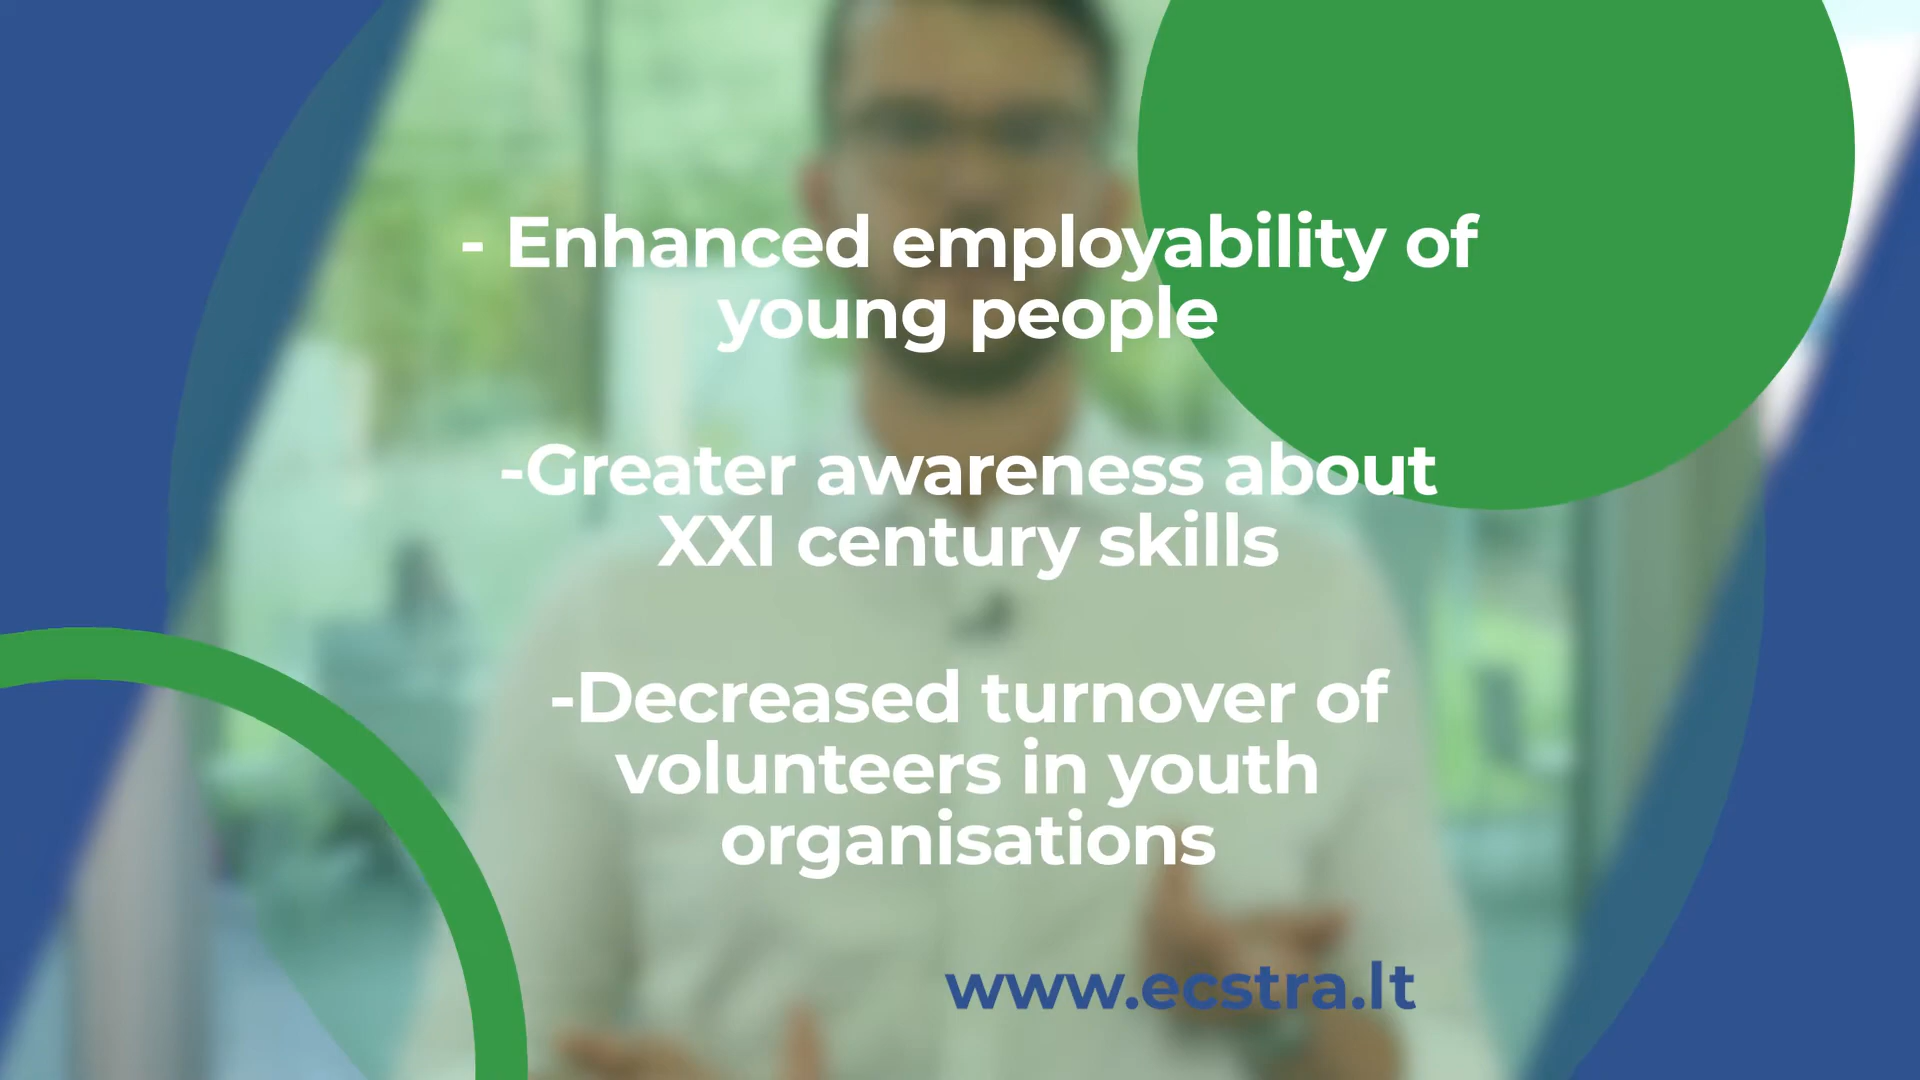 - Enhanced employability of
young people
-Greater awareness about
XXI century skills
-Decreased turnover of
volunteers in youth
organisations
www.ecstra.lt